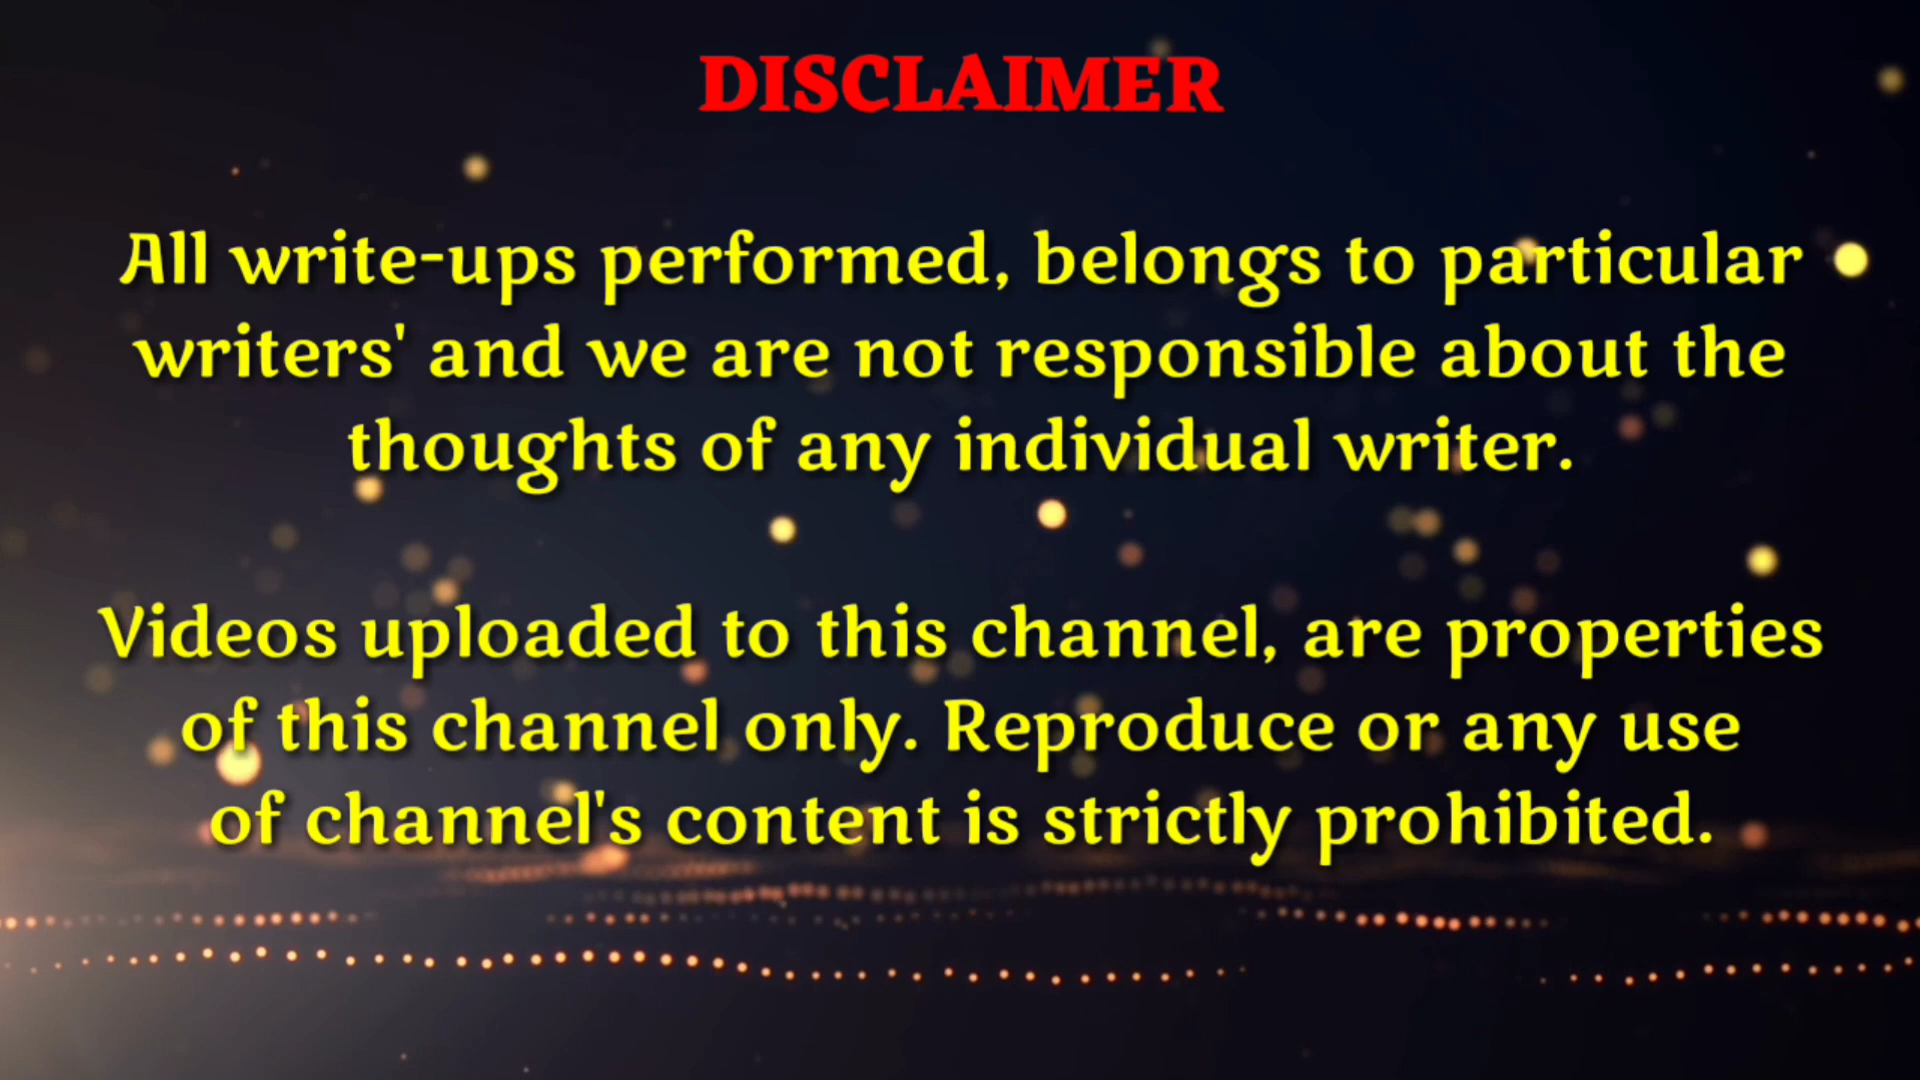 DISCLAIMER
All write-ups performed, belongs to particular
writers' and we are not responsible about the
thoughts of any individual writer.
Videos uploaded to this channel, are properties
of this channel only. Reproduce or any use
of channel's content is strictly prohibited.